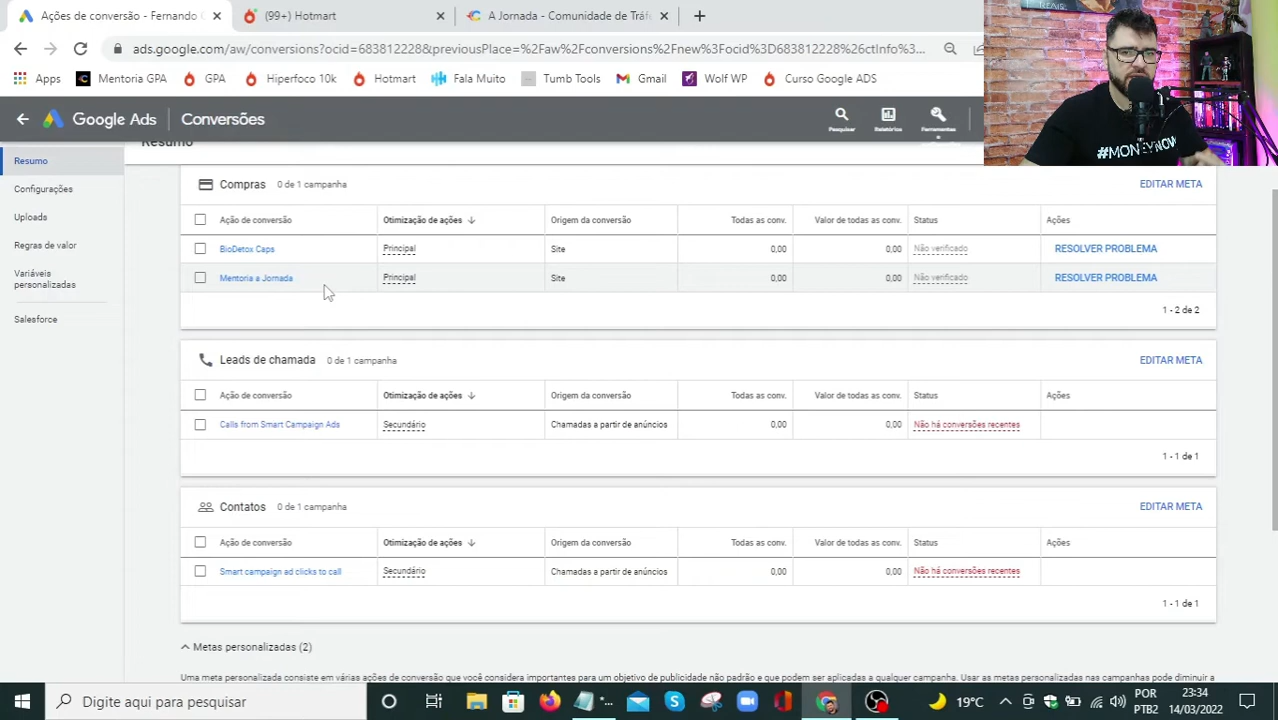 Ações de conversão - Fernando (
(99+) Hotmart
A Jornada - Comunidade de Tráf
ads.google.com/aw/conversions?ocid=683812228&previousPlace=%2Faw%2Fconversions%2Fnew%3Focid%3D683812228%26ctInfo%3...
Apps
Mentoria GPA
GPA
Hiperfoco 10k
Hotmart
Fala Muito
Tumb Tools
Gmail
Wolf WP
Curso Google ADS
Google Ads
Conversões
Pesquisar
Relatórios
Ferramentas
#MONEYNOW
Resumo
Configurações
Uploads
Regras de valor
Variáveis
personalizadas
Salesforce
Resumo
Compras 0 de 1 campanha EDITAR META
Ação de conversão Otimização de ações Origem da conversão Todas as conv. Valor de todas as conv. Status Ações
BioDetox Caps Principal Site 0,00 0,00 Não verificado RESOLVER PROBLEMA
Mentoria a Jornada Principal Site 0,00 0,00 Não verificado RESOLVER PROBLEMA
1 - 2 de 2
Leads de chamada 0 de 1 campanha EDITAR META
Ação de conversão Otimização de ações Origem da conversão Todas as conv. Valor de todas as conv. Status Ações
Calls from Smart Campaign Ads Secundário Chamadas a partir de anúncios 0,00 0,00 Não há conversões recentes
1 - 1 de 1
Contatos 0 de 1 campanha EDITAR META
Ação de conversão Otimização de ações Origem da conversão Todas as conv. Valor de todas as conv. Status Ações
Smart campaign ad clicks to call Secundário Chamadas a partir de anúncios 0,00 0,00 Não há conversões recentes
1 - 1 de 1
Metas personalizadas (2)
Uma meta personalizada consiste em várias ações de conversão que você considera importantes para um objetivo de publicidade não padrão e que podem ser aplicadas a qualquer campanha. Usar as metas personalizadas nas campanhas pode diminuir a
Digite aqui para pesquisar
19°C
POR
PTB2
23:34
14/03/2022